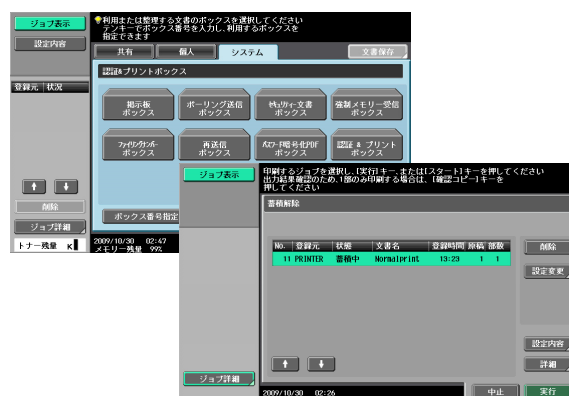 ジョブ表示
設定内容
登録元 状況
削除
ジョブ詳細
トナー残量 K
利用または整理する文書のボックスを選択してください
テンキーでボックス番号を入力し、利用するボックスを
指定できます
共有 個人 システム 文書保存
認証&プリントボックス
掲示板
ボックス
ポーリング送信
ボックス
セキュリティー文書
ボックス
強制メモリー受信
ボックス
ファイリングナンバー
ボックス
再送信
ボックス
パスワード暗号化PDF
ボックス
認証 & プリント
ボックス
ボックス番号指定
2009/10/30 02:47
メモリー残量 99%
ジョブ表示
ジョブ詳細
印刷するジョブを選択し、[実行]キー、または[スタート]キーを押してください
出力結果確認のため、1部のみ印刷する場合は、[確認コピー]キーを
押してください
蓄積解除
No. 登録元 状態 文書名 登録時間 原稿 部数
11 PRINTER 蓄積中 Normalprint 13:23 1 1
削除
設定変更
設定内容
詳細
2009/10/30 02:26
中止
実行